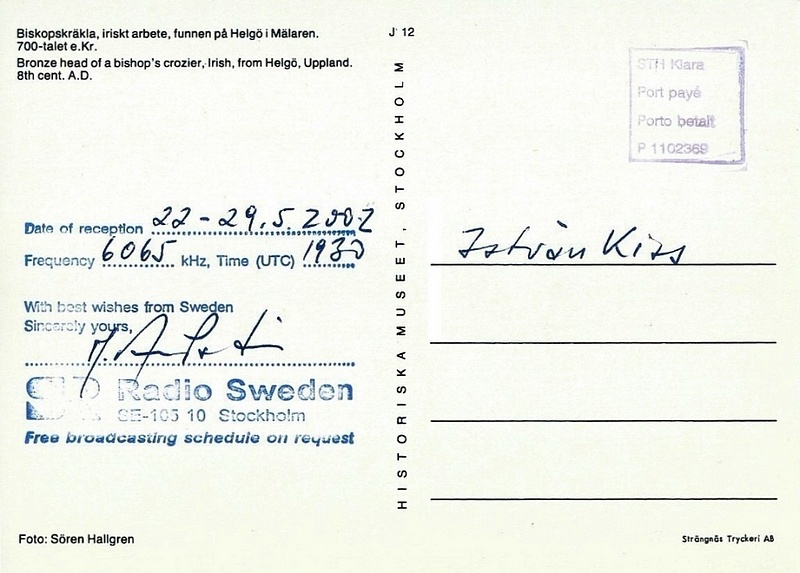 Biskopskräkla, iriskt arbete, funnen på Helgö i Mälaren.
700-talet e.Kr.
Bronze head of a bishop's crozier, Irish, from Helgö, Uppland.
8th cent. A.D.
J 12
STH Klara
Port payé
Porto betalt
P 1102369
Date of reception 22-29.5.2002
Frequency 6065 kHz, Time (UTC) 1930
With best wishes from Sweden
Sincerely yours,
Radio Sweden
SE-105 10 Stockholm
Free broadcasting schedule on request
HISTORISKA MUSEET, STOCKHOLM
István Kiss
Foto: Sören Hallgren
Strängnäs Tryckeri AB